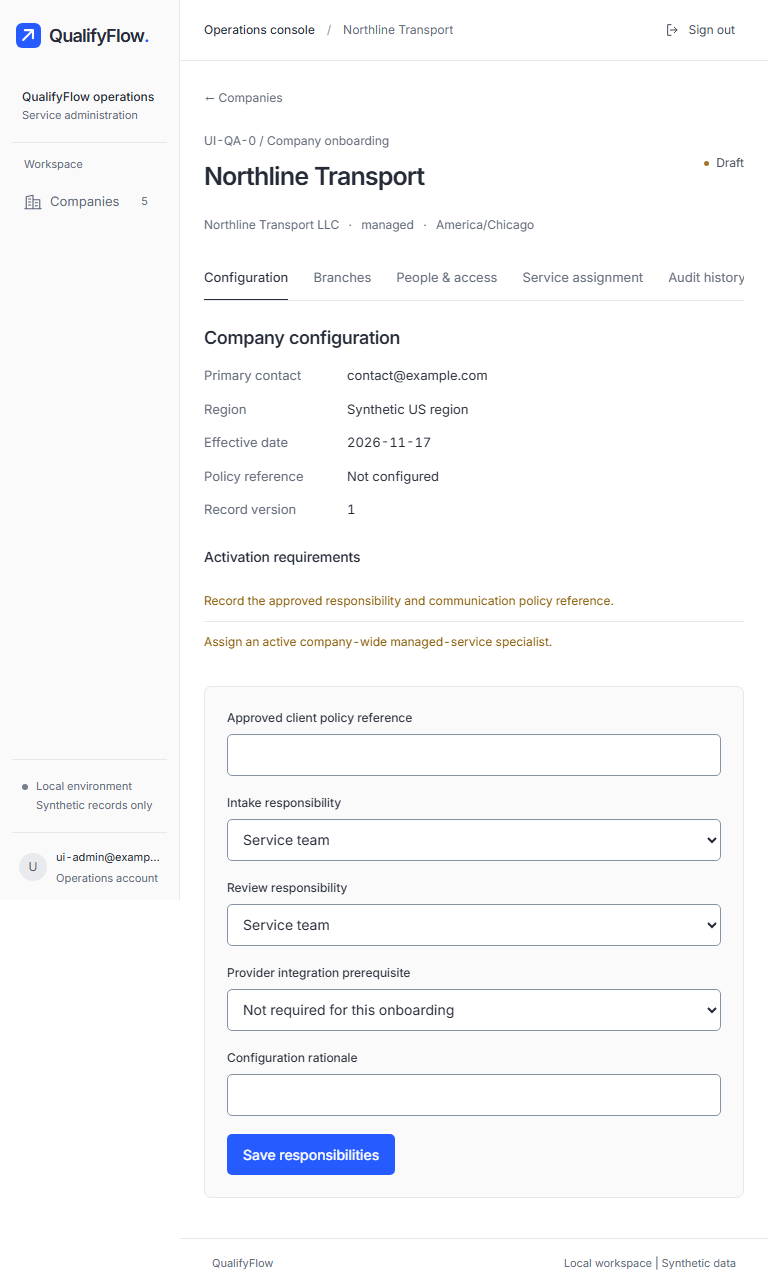 QualifyFlow.
QualifyFlow operations
Service administration
Workspace
Companies 5
Local environment
Synthetic records only
U
ui-admin@examp...
Operations account
Operations console / Northline Transport
Sign out
← Companies
UI-QA-0 / Company onboarding
Northline Transport
Draft
Northline Transport LLC · managed · America/Chicago
Configuration Branches People & access Service assignment Audit history
Company configuration
Primary contact contact@example.com
Region Synthetic US region
Effective date 2026-11-17
Policy reference Not configured
Record version 1
Activation requirements
Record the approved responsibility and communication policy reference.
Assign an active company-wide managed-service specialist.
Approved client policy reference
Intake responsibility
Service team
Review responsibility
Service team
Provider integration prerequisite
Not required for this onboarding
Configuration rationale
Save responsibilities
QualifyFlow
Local workspace | Synthetic data